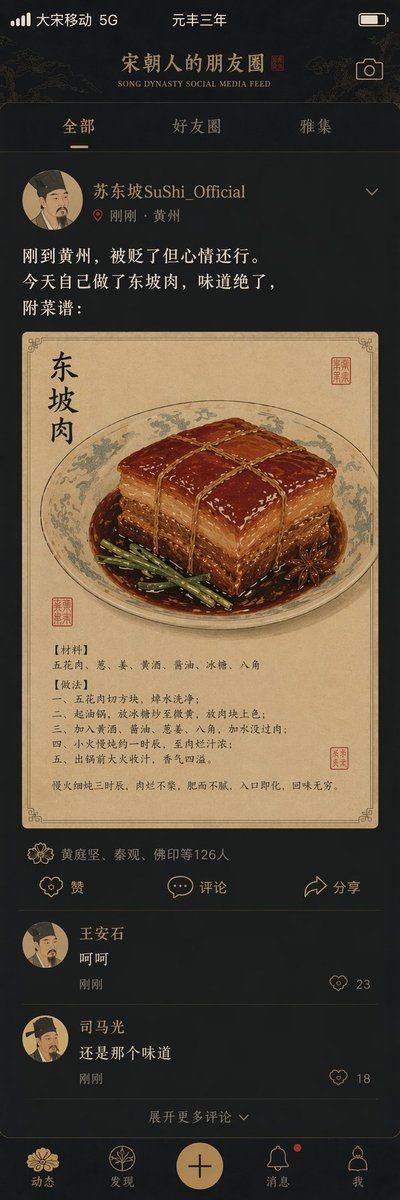 大宋移动 5G
元丰三年
宋朝人的朋友圈
SONG DYNASTY SOCIAL MEDIA FEED
全部
好友圈
雅集
苏东坡SuShi_Official
刚刚 · 黄州
刚到黄州，被贬了但心情还行。
今天自己做了东坡肉，味道绝了，
附菜谱：
东坡肉
【材料】
五花肉、葱、姜、黄酒、酱油、冰糖、八角
【做法】
一、五花肉切方块，焯水洗净；
二、起油锅，放冰糖炒至微黄，放肉块上色；
三、加入黄酒、酱油、葱姜、八角，加水没过肉；
四、小火慢炖约一时辰，至肉烂汁浓；
五、出锅前大火收汁，香气四溢。
慢火细炖三时辰，肉烂不柴，肥而不腻，入口即化，回味无穷。
黄庭坚、秦观、佛印等126人
赞
评论
分享
王安石
呵呵
刚刚
23
司马光
还是那个味道
刚刚
18
展开更多评论
动态
发现
消息
我